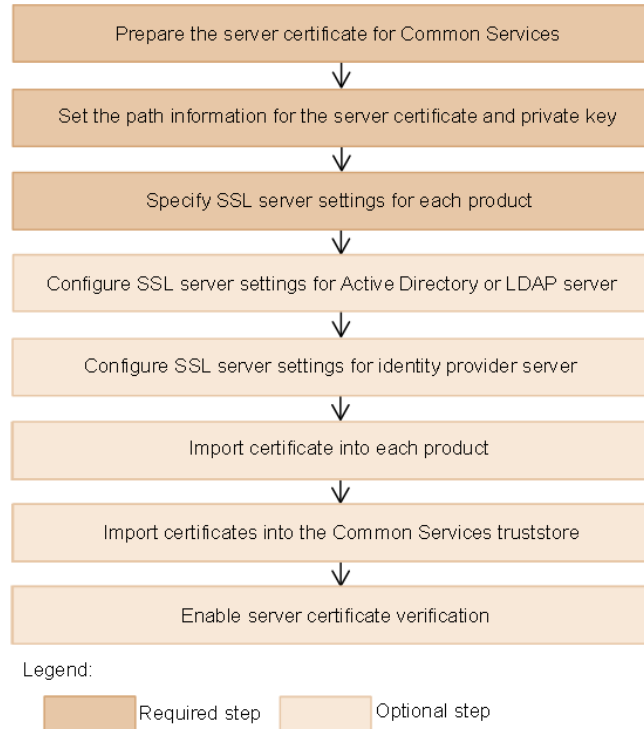 Prepare the server certificate for Common Services
Set the path information for the server certificate and private key
Specify SSL server settings for each product
Configure SSL server settings for Active Directory or LDAP server
Configure SSL server settings for identity provider server
Import certificate into each product
Import certificates into the Common Services truststore
Enable server certificate verification
Legend:
Required step
Optional step